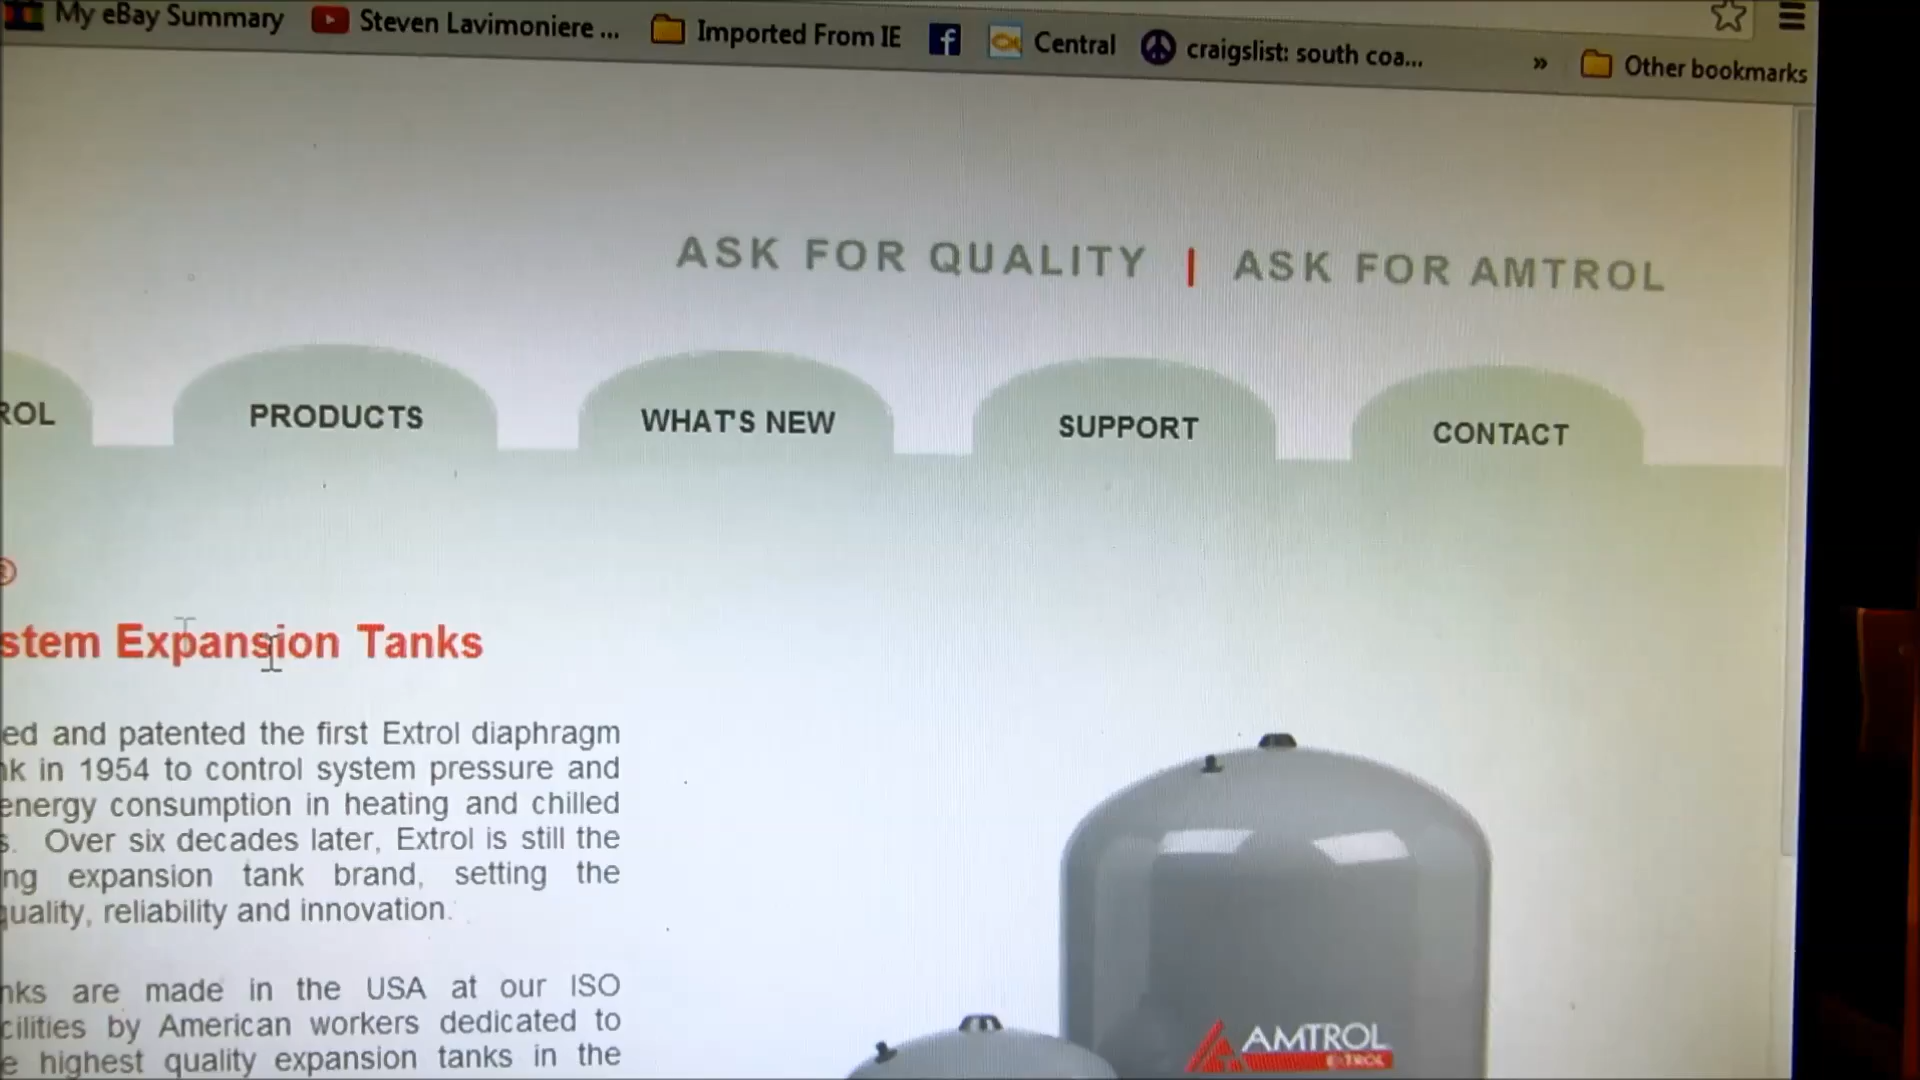 My eBay Summary Steven Lavimoniere ... Imported From IE Central craigslist: south coa... » Other bookmarks
ASK FOR QUALITY | ASK FOR AMTROL
ROL PRODUCTS WHAT'S NEW SUPPORT CONTACT
®
stem Expansion Tanks
ed and patented the first Extrol diaphragm
nk in 1954 to control system pressure and
energy consumption in heating and chilled
s. Over six decades later, Extrol is still the
ng expansion tank brand, setting the
quality, reliability and innovation.
nks are made in the USA at our ISO
cilities by American workers dedicated to
e highest quality expansion tanks in the
AMTROL
EXTROL